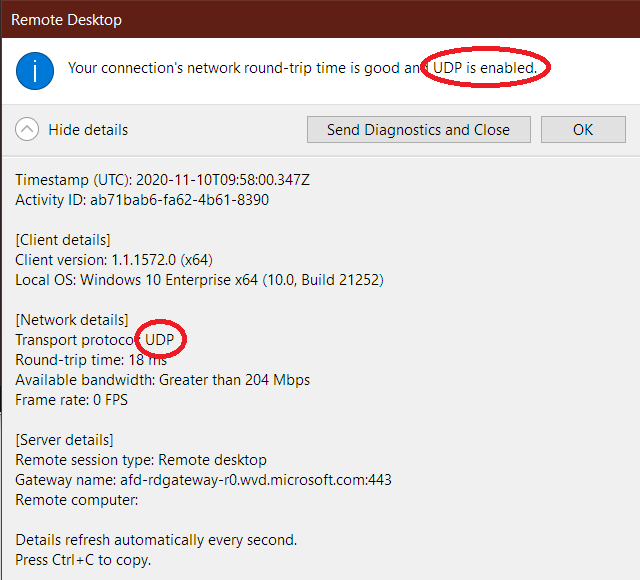 Remote Desktop
Your connection's network round-trip time is good and UDP is enabled.
Hide details
Send Diagnostics and Close
OK
Timestamp (UTC): 2020-11-10T09:58:00.347Z
Activity ID: ab71bab6-fa62-4b61-8390
[Client details]
Client version: 1.1.1572.0 (x64)
Local OS: Windows 10 Enterprise x64 (10.0, Build 21252)
[Network details]
Transport protocol: UDP
Round-trip time: 18 ms
Available bandwidth: Greater than 204 Mbps
Frame rate: 0 FPS
[Server details]
Remote session type: Remote desktop
Gateway name: afd-rdgateway-r0.wvd.microsoft.com:443
Remote computer:
Details refresh automatically every second.
Press Ctrl+C to copy.